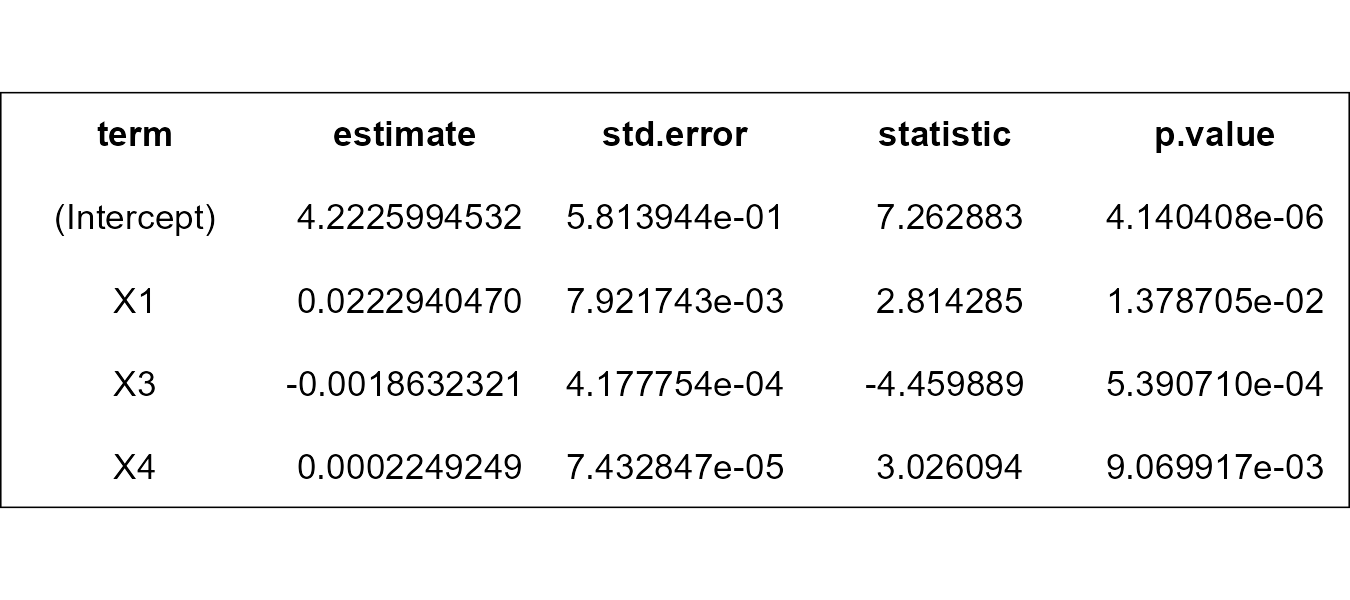 term estimate std.error statistic p.value
(Intercept) 4.2225994532 5.813944e-01 7.262883 4.140408e-06
X1 0.0222940470 7.921743e-03 2.814285 1.378705e-02
X3 -0.0018632321 4.177754e-04 -4.459889 5.390710e-04
X4 0.0002249249 7.432847e-05 3.026094 9.069917e-03